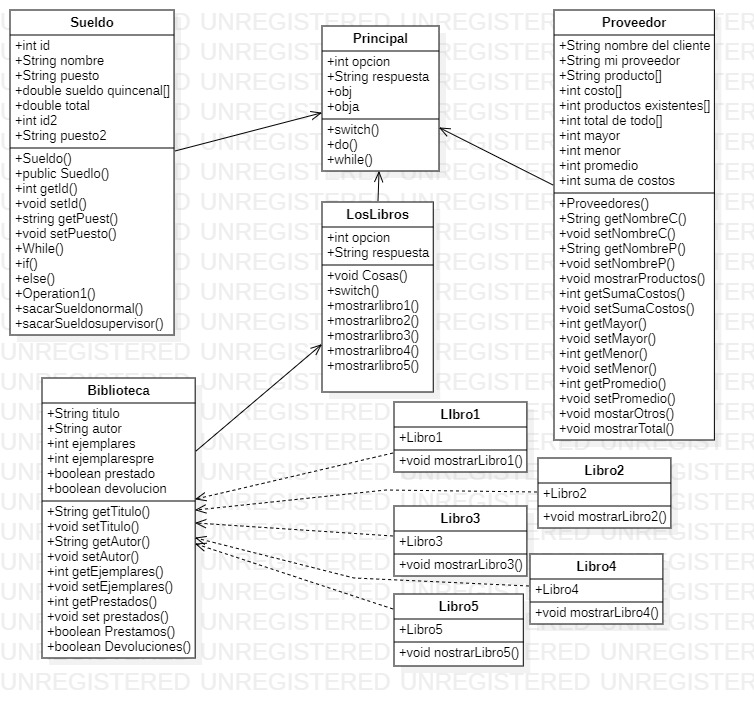 Sueldo
+int id
+String nombre
+String puesto
+double sueldo quincenal[]
+double total
+int id2
+String puesto2
+Sueldo()
+public Suedlo()
+int getId()
+void setId()
+string getPuest()
+void setPuesto()
+While()
+if()
+else()
+Operation1()
+sacarSueldonormal()
+sacarSueldosupervisor()
Principal
+int opcion
+String respuesta
+obj
+obja
+switch()
+do()
+while()
Proveedor
+String nombre del cliente
+String mi proveedor
+String producto[]
+int costo[]
+int productos existentes[]
+int total de todo[]
+int mayor
+int menor
+int promedio
+int suma de costos
+Proveedores()
+String getNombreC()
+void setNombreC()
+String getNombreP()
+void setNombreP()
+void mostrarProductos()
+int getSumaCostos()
+void setSumaCostos()
+int getMayor()
+void setMayor()
+int getMenor()
+void setMenor()
+int getPromedio()
+void setPromedio()
+void mostarOtros()
+void mostrarTotal()
LosLibros
+int opcion
+String respuesta
+void Cosas()
+switch()
+mostrarlibro1()
+mostrarlibro2()
+mostrarlibro3()
+mostrarlibro4()
+mostrarlibro5()
Biblioteca
+String titulo
+String autor
+int ejemplares
+int ejemplarespre
+boolean prestado
+boolean devolucion
+String getTitulo()
+void setTitulo()
+String getAutor()
+void setAutor()
+int getEjemplares()
+void setEjemplares()
+int getPrestados()
+void set prestados()
+boolean Prestamos()
+boolean Devoluciones()
LIbro1
+Libro1
+void mostrarLibro1()
Libro2
+Libro2
+void mostrarLibro2()
Libro3
+Libro3
+void mostrarLibro3()
Libro4
+Libro4
+void mostrarLibro4()
Libro5
+Libro5
+void nostrarLibro5()
UNREGISTERED UNREGISTERED UNREGISTERED UNREGISTERED